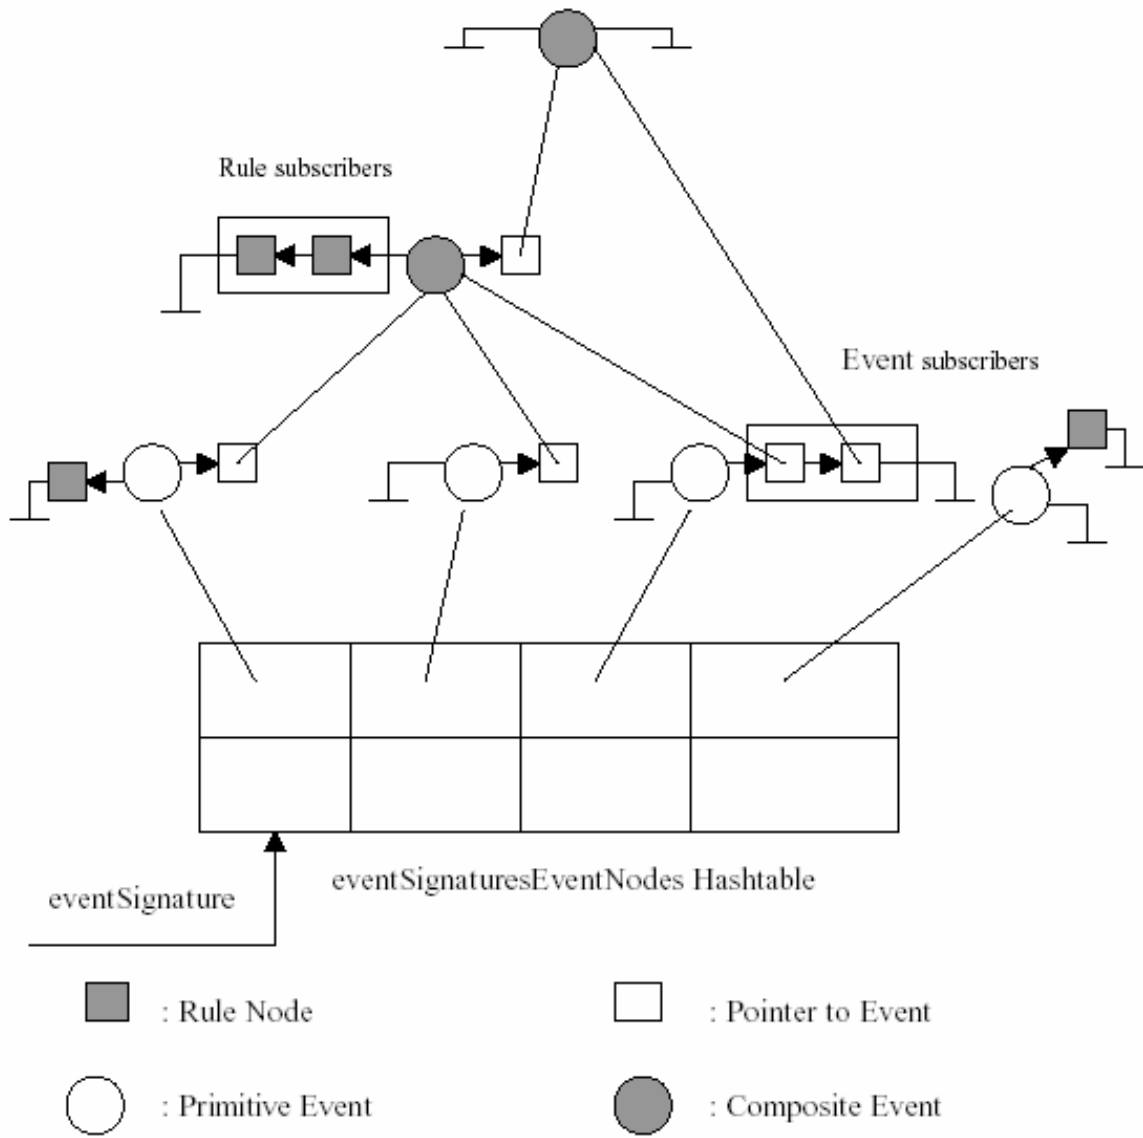 Rule subscribers
Event subscribers
eventSignaturesEventNodes Hashtable
eventSignature
: Rule Node
: Pointer to Event
: Primitive Event
: Composite Event